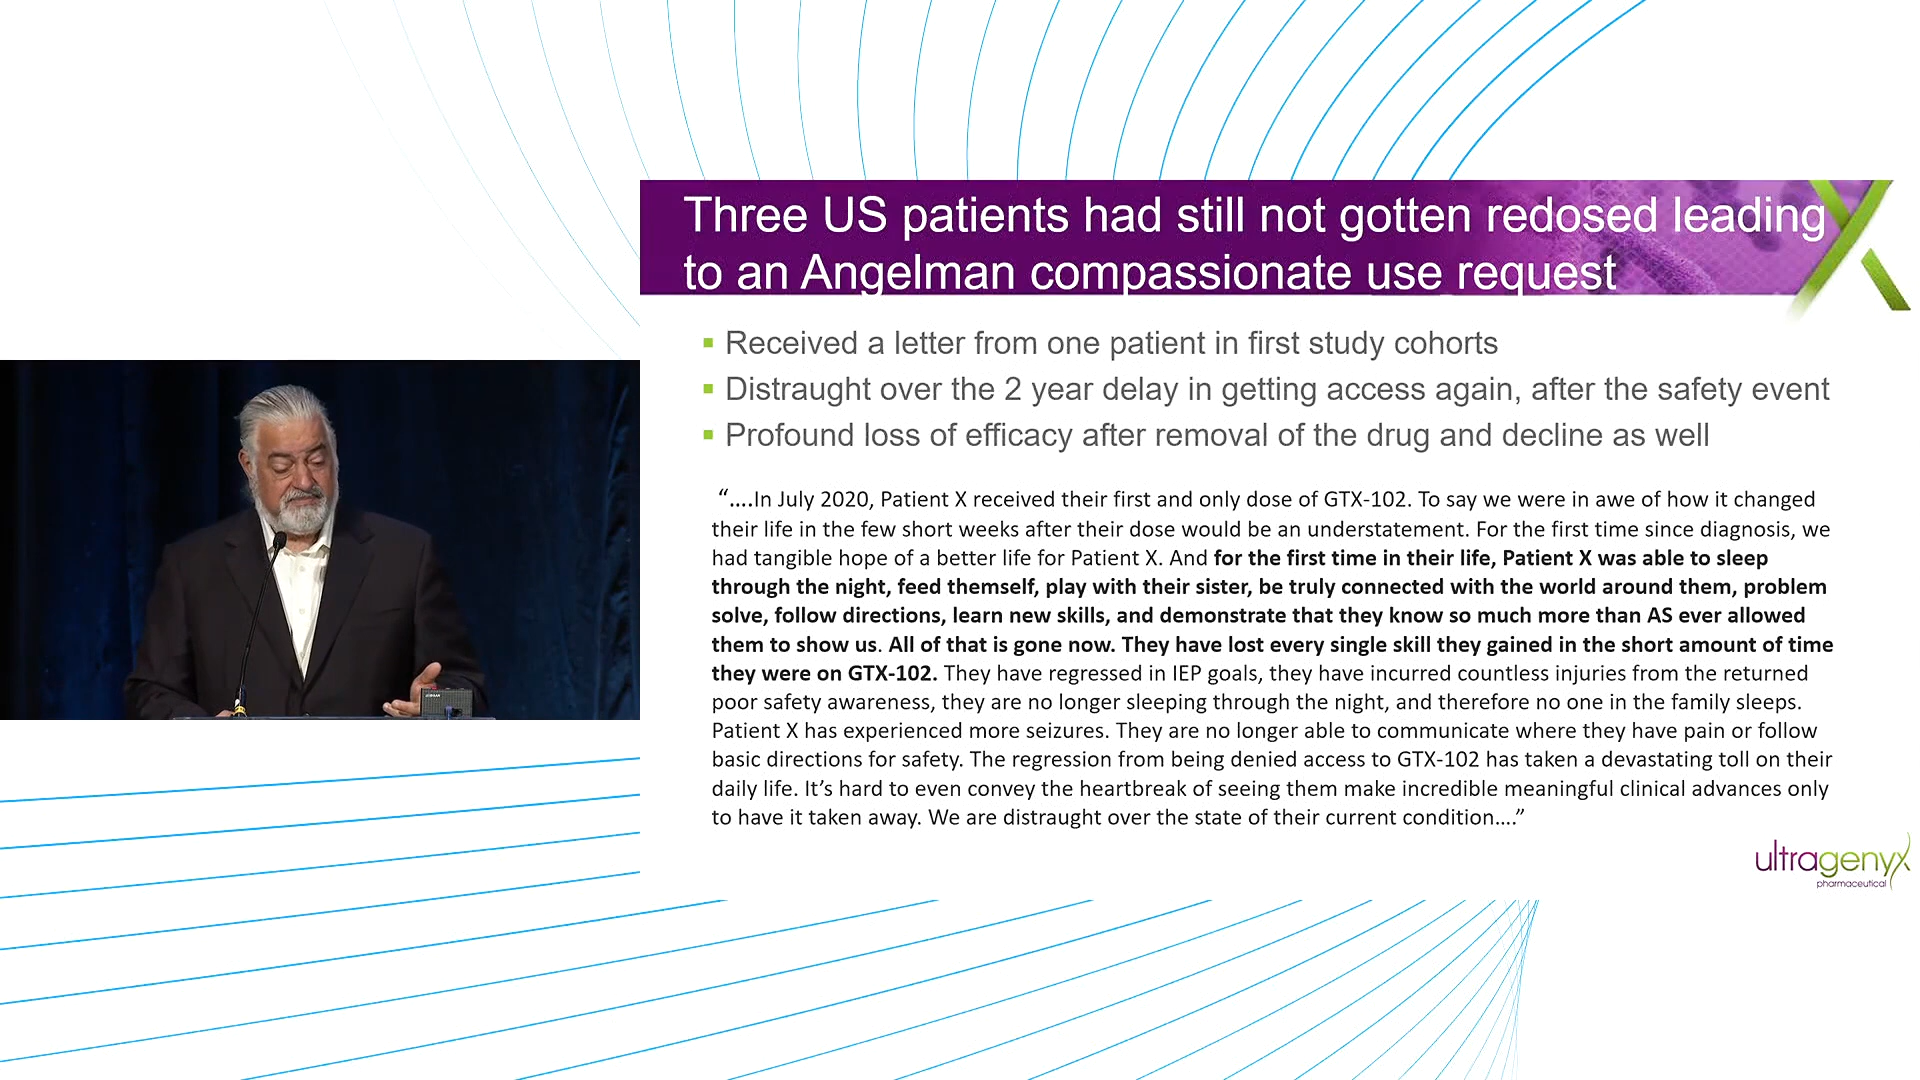 Three US patients had still not gotten redosed leading
to an Angelman compassionate use request
▪ Received a letter from one patient in first study cohorts
▪ Distraught over the 2 year delay in getting access again, after the safety event
▪ Profound loss of efficacy after removal of the drug and decline as well
“….In July 2020, Patient X received their first and only dose of GTX-102. To say we were in awe of how it changed
their life in the few short weeks after their dose would be an understatement. For the first time since diagnosis, we
had tangible hope of a better life for Patient X. And for the first time in their life, Patient X was able to sleep
through the night, feed themself, play with their sister, be truly connected with the world around them, problem
solve, follow directions, learn new skills, and demonstrate that they know so much more than AS ever allowed
them to show us. All of that is gone now. They have lost every single skill they gained in the short amount of time
they were on GTX-102. They have regressed in IEP goals, they have incurred countless injuries from the returned
poor safety awareness, they are no longer sleeping through the night, and therefore no one in the family sleeps.
Patient X has experienced more seizures. They are no longer able to communicate where they have pain or follow
basic directions for safety. The regression from being denied access to GTX-102 has taken a devastating toll on their
daily life. It’s hard to even convey the heartbreak of seeing them make incredible meaningful clinical advances only
to have it taken away. We are distraught over the state of their current condition….”
ultragenyx
pharmaceutical